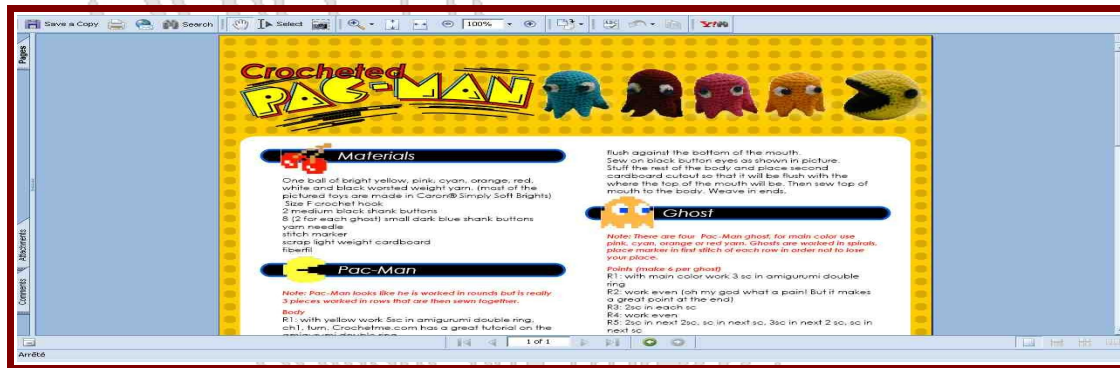 Save a Copy
Search
Select
100%
Y!
Pages
Attachments
Comments
Crocheted
PAC-MAN
Materials
One ball of bright yellow, pink, cyan, orange, red,
white and black worsted weight yarn. (most of the
pictured toys are made in Caron® Simply Soft Brights)
Size F crochet hook
2 medium black shank buttons
8 (2 for each ghost) small dark blue shank buttons
yarn needle
stitch marker
scrap light weight cardboard
fiberfil
Pac-Man
Note: Pac-Man looks like he is worked in rounds but is really
3 pieces worked in rows that are then sewn together.
Body
R1: with yellow work 5sc in amigurumi double ring,
ch1, turn. Crochetme.com has a great tutorial on the
amigurumi double ring.
flush against the bottom of the mouth.
Sew on black button eyes as shown in picture.
Stuff the rest of the body and place second
cardboard cutout so that it will be flush with the
where the top of the mouth will be. Then sew top of
mouth to the body. Weave in ends.
Ghost
Note: There are four Pac-Man ghost, for main color use
pink, cyan, orange or red yarn. Ghosts are worked in spirals,
place marker in first stitch of each row in order not to lose
your place.
Points (make 6 per ghost)
R1: with main color work 3 sc in amigurumi double
ring
R2: work even (oh my god what a pain! But it makes
a great point at the end)
R3: 2sc in each sc
R4: work even
R5: 2sc in next 2sc, sc in next sc, 3sc in next 2 sc, sc in
next sc
1 of 1
Arrêté